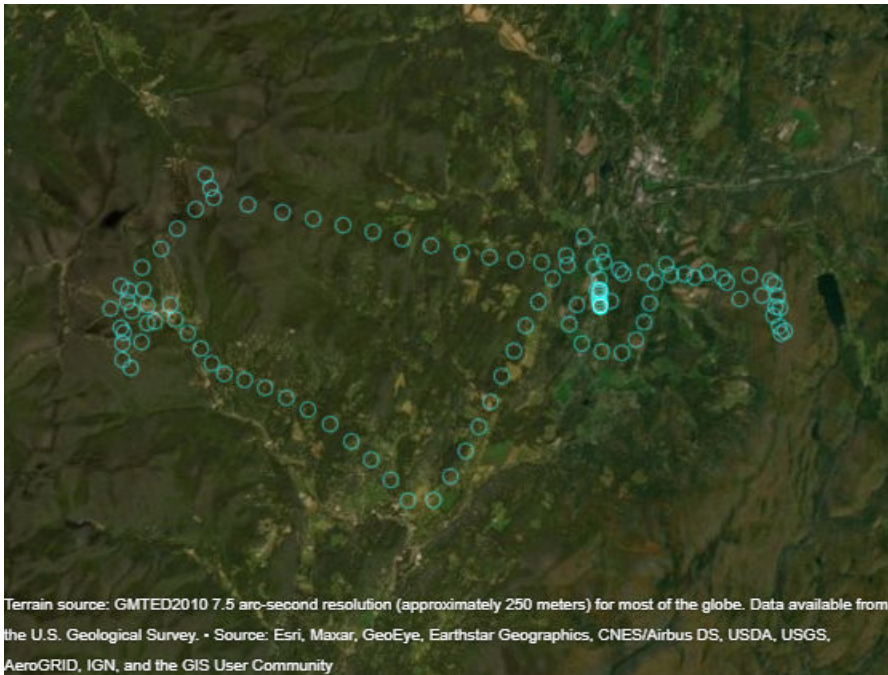 Terrain source: GMTED2010 7.5 arc-second resolution (approximately 250 meters) for most of the globe. Data available from
the U.S. Geological Survey. • Source: Esri, Maxar, GeoEye, Earthstar Geographics, CNES/Airbus DS, USDA, USGS,
AeroGRID, IGN, and the GIS User Community